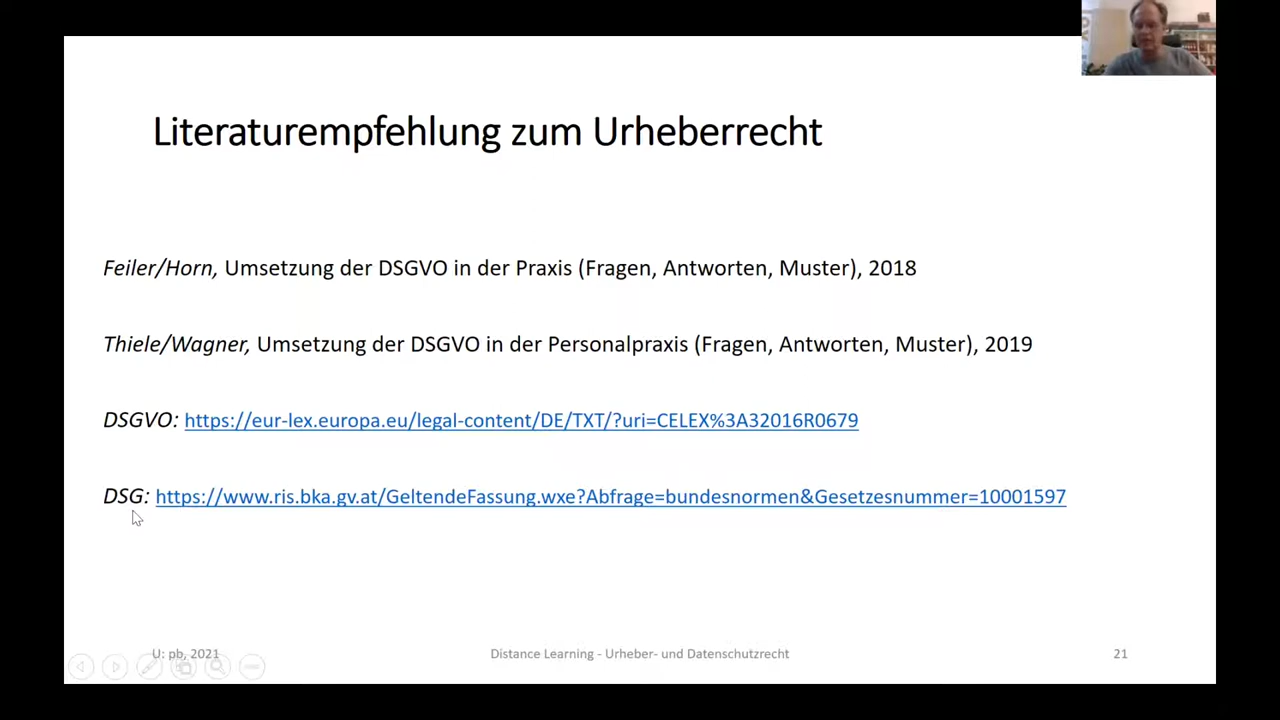 Literaturempfehlung zum Urheberrecht
Feiler/Horn, Umsetzung der DSGVO in der Praxis (Fragen, Antworten, Muster), 2018
Thiele/Wagner, Umsetzung der DSGVO in der Personalpraxis (Fragen, Antworten, Muster), 2019
DSGVO: https://eur-lex.europa.eu/legal-content/DE/TXT/?uri=CELEX%3A32016R0679
DSG: https://www.ris.bka.gv.at/GeltendeFassung.wxe?Abfrage=bundesnormen&Gesetzesnummer=10001597
U: pb, 2021
Distance Learning - Urheber- und Datenschutzrecht
21